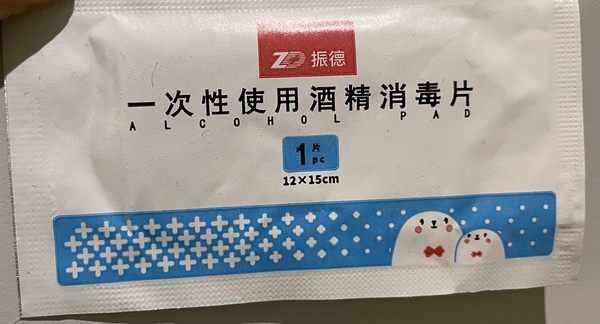 ZD 振德
一次性使用酒精消毒片
ALCOHOL PAD
1片
pc
12×15cm